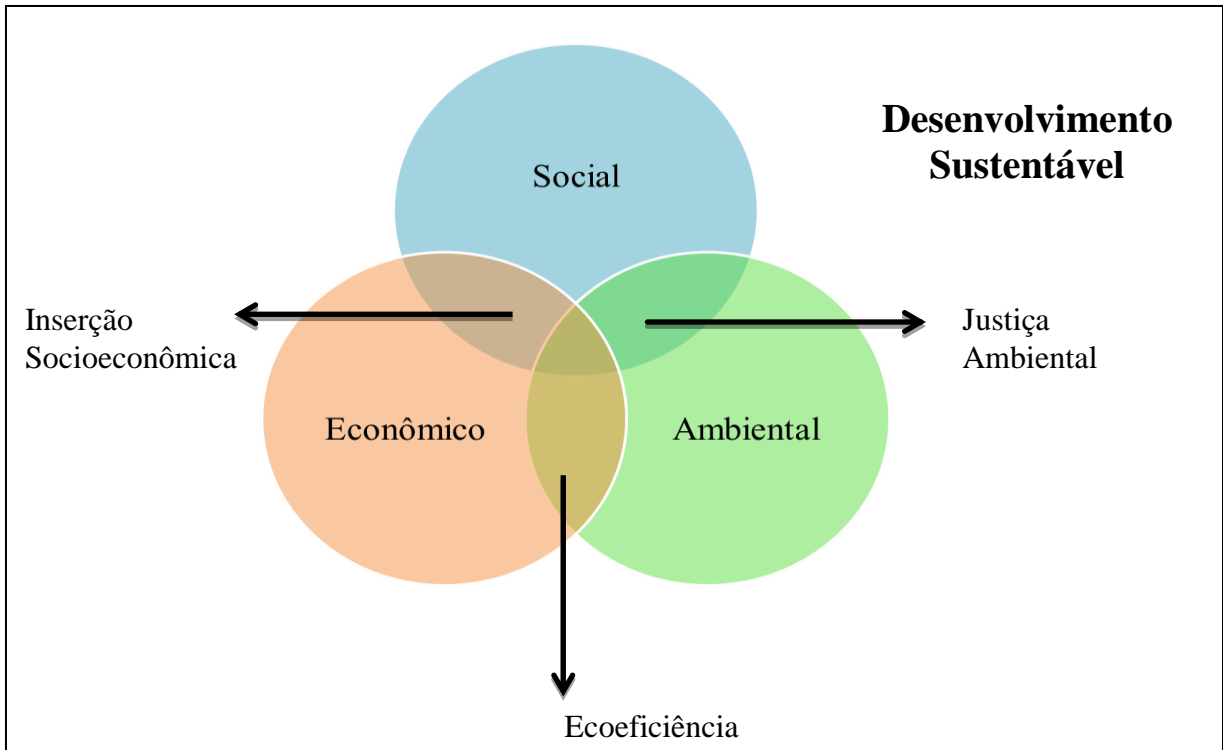 Desenvolvimento
Sustentável
Social
Inserção
Socioeconômica
Justiça
Ambiental
Econômico
Ambiental
Ecoeficiência